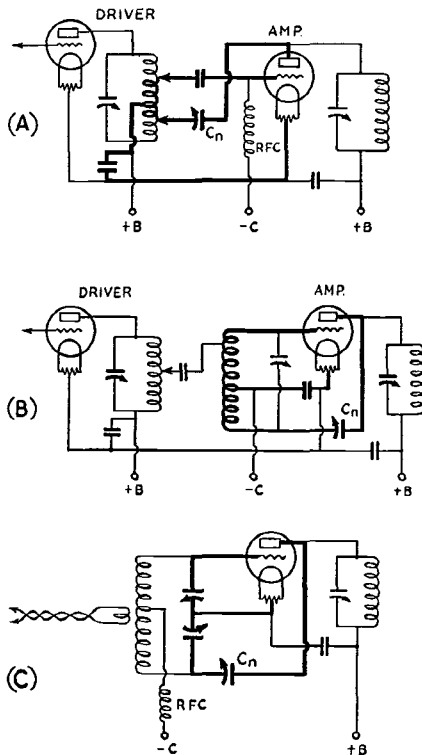 DRIVER
AMP.
(A)
Cn
RFC
+B
-C
+B
DRIVER
AMP.
(B)
Cn
+B
-C
+B
(C)
Cn
RFC
-C
+B